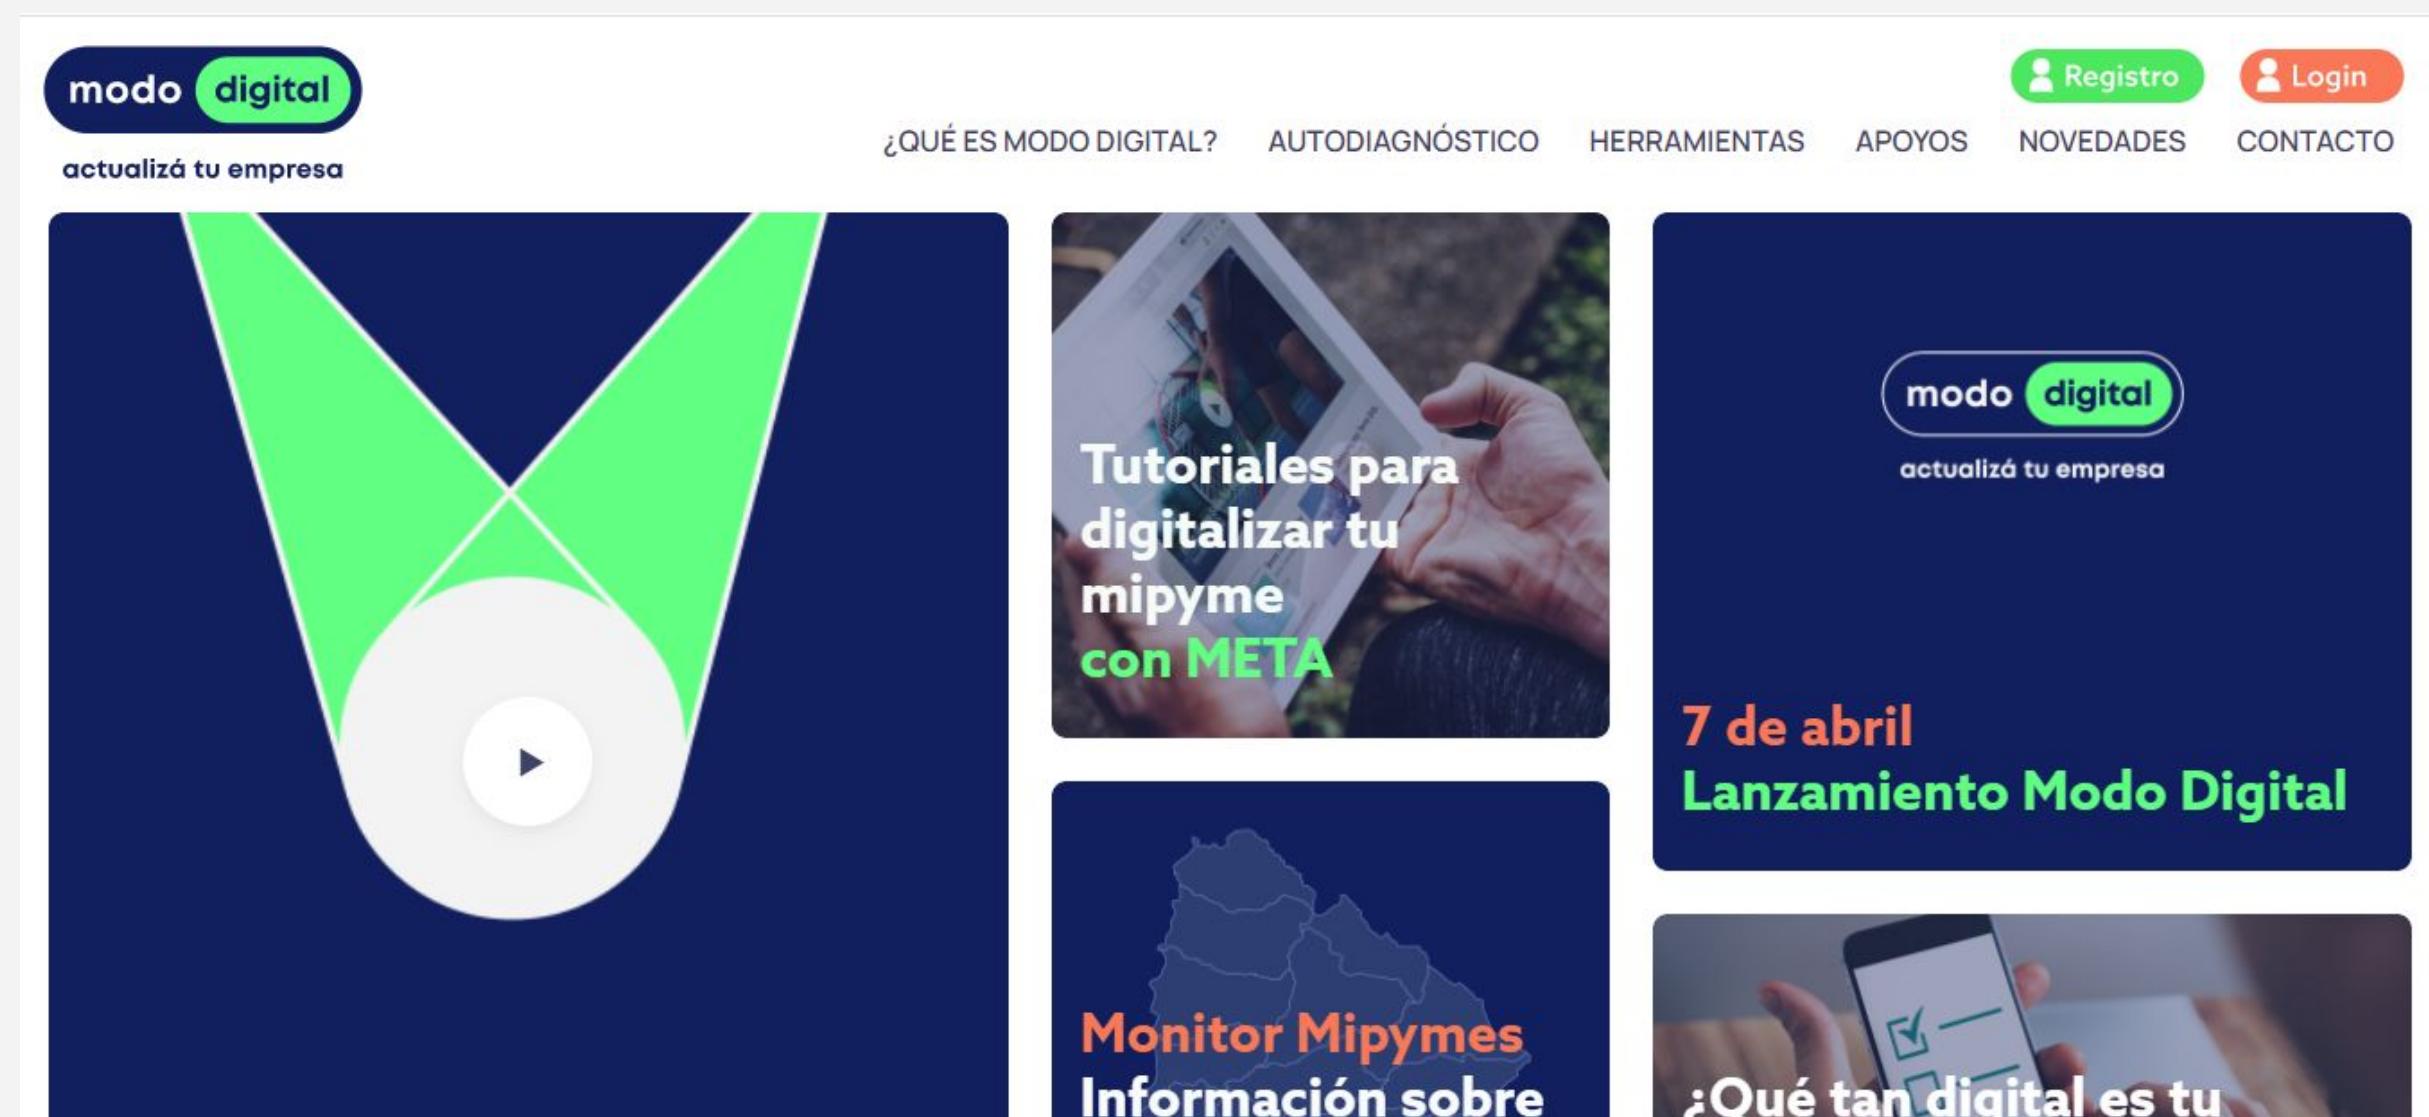 modo digital
actualizá tu empresa
Registro
Login
¿QUÉ ES MODO DIGITAL?
AUTODIAGNÓSTICO
HERRAMIENTAS
APOYOS
NOVEDADES
CONTACTO
Tutoriales para
digitalizar tu
mipyme
con META
Monitor Mipymes
Información sobre
modo digital
actualizá tu empresa
7 de abril
Lanzamiento Modo Digital
¿Qué tan digital es tu